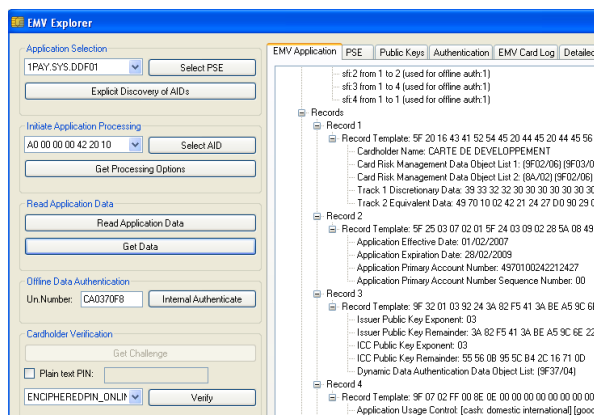 EMV Explorer
Application Selection
1PAY.SYS.DDF01
Select PSE
Explicit Discovery of AIDs
Initiate Application Processing
A0 00 00 00 42 20 10
Select AID
Get Processing Options
Read Application Data
Read Application Data
Get Data
Offline Data Authentication
Un.Number: CA0370F8
Internal Authenticate
Cardholder Verification
Get Challenge
Plain text PIN:
ENCIPHEREDPIN_ONLIN
Verify
EMV Application PSE Public Keys Authentication EMV Card Log Detailed
sfi:2 from 1 to 2 (used for offline auth:1)
sfi:3 from 1 to 4 (used for offline auth:1)
sfi:4 from 1 to 1 (used for offline auth:1)
Records
Record 1
Record Template: 5F 20 16 43 41 52 54 45 20 44 45 20 44 45 56
Cardholder Name: CARTE DE DEVELOPPEMENT
Card Risk Management Data Object List 1: (9F02/06) (9F03/0
Card Risk Management Data Object List 2: (8A/02) (9F02/06)
Track 1 Discretionary Data: 39 33 32 32 30 30 30 30 30 30 30
Track 2 Equivalent Data: 49 70 10 02 42 21 24 27 D0 90 29 0
Record 2
Record Template: 5F 25 03 07 02 01 5F 24 03 09 02 28 5A 08 49
Application Effective Date: 01/02/2007
Application Expiration Date: 28/02/2009
Application Primary Account Number: 4970100242212427
Application Primary Account Number Sequence Number: 00
Record 3
Record Template: 9F 32 01 03 92 24 3A 82 F5 41 3A BE A5 9C 6E
Issuer Public Key Exponent: 03
Issuer Public Key Remainder: 3A 82 F5 41 3A BE A5 9C 6E 22
ICC Public Key Exponent: 03
ICC Public Key Remainder: 55 56 0B 95 5C B4 2C 16 71 0D
Dynamic Data Authentication Data Object List: (9F37/04)
Record 4
Record Template: 9F 07 02 FF 00 8E 0E 00 00 00 00 00 00 00 00
Application Usage Control: [cash: domestic international] [good